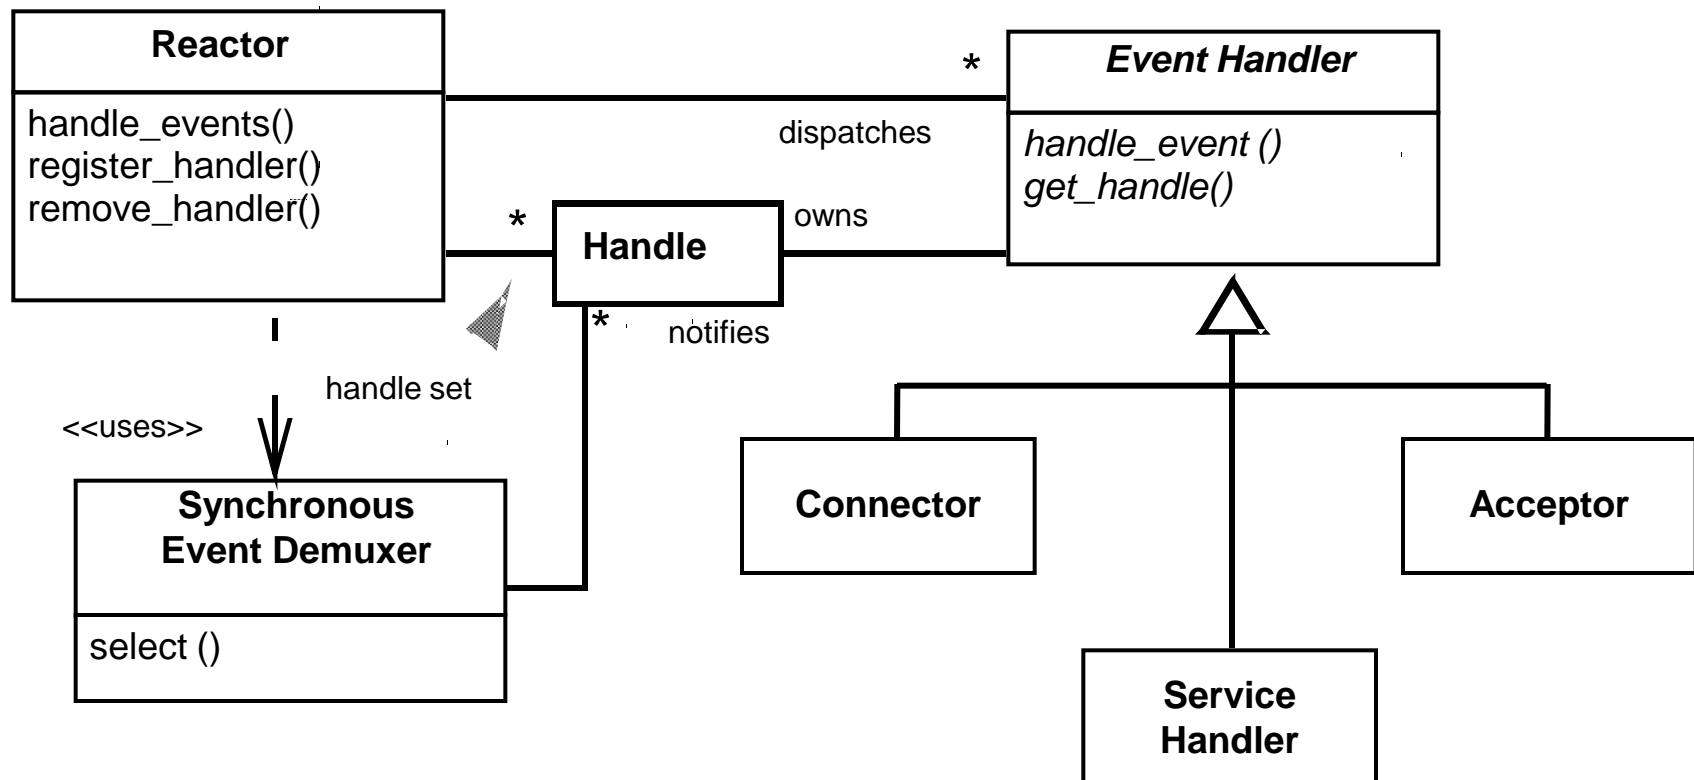 Reactor
handle_events()
register_handler()
remove_handler()
*
dispatches
Event Handler
handle_event ()
get_handle()
*
Handle
owns
*
notifies
handle set
<<uses>>
Synchronous
Event Demuxer
select ()
Connector
Acceptor
Service
Handler